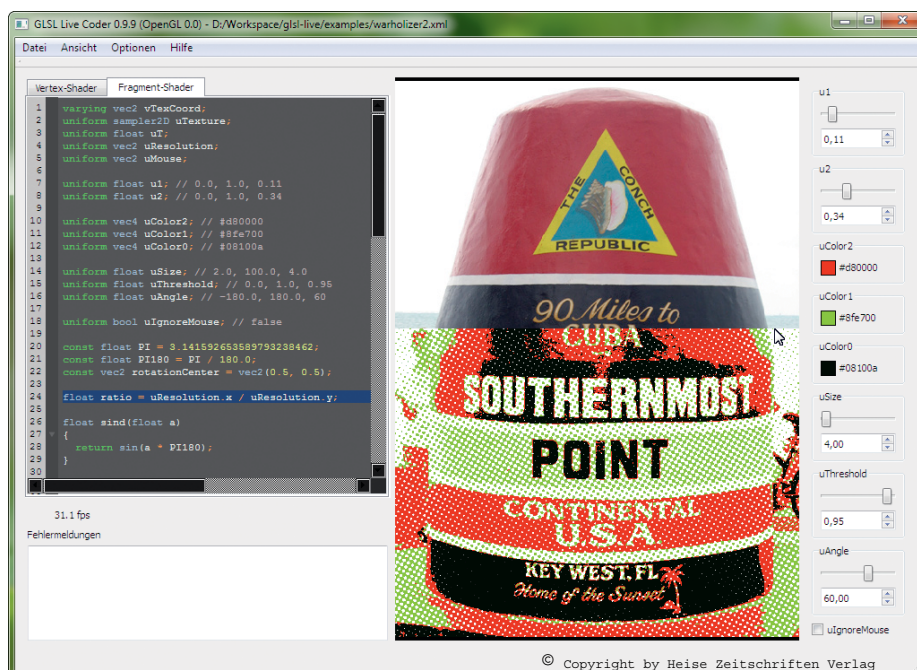 GLSL Live Coder 0.9.9 (OpenGL 0.0) - D:/Workspace/glsl-live/examples/warholizer2.xml
Datei Ansicht Optionen Hilfe
Vertex-Shader Fragment-Shader
1 varying vec2 vTexCoord;
2 uniform sampler2D uTexture;
3 uniform float uT;
4 uniform vec2 uResolution;
5 uniform vec2 uMouse;
6
7 uniform float u1; // 0.0, 1.0, 0.11
8 uniform float u2; // 0.0, 1.0, 0.34
9
10 uniform vec4 uColor2; // #d80000
11 uniform vec4 uColor1; // #8fe700
12 uniform vec4 uColor0; // #08100a
13
14 uniform float uSize; // 2.0, 100.0, 4.0
15 uniform float uThreshold; // 0.0, 1.0, 0.95
16 uniform float uAngle; // -180.0, 180.0, 60
17
18 uniform bool uIgnoreMouse; // false
19
20 const float PI = 3.141592653589793238462;
21 const float PI180 = PI / 180.0;
22 const vec2 rotationCenter = vec2(0.5, 0.5);
23
24 float ratio = uResolution.x / uResolution.y;
25
26 float sind(float a)
27 {
28 return sin(a * PI180);
29 }
30
31.1 fps
Fehlermeldungen
THE CONCH
REPUBLIC
90 Miles to
CUBA
SOUTHERNMOST
POINT
CONTINENTAL
U.S.A.
KEY WEST, FL
Home of the Sunset
u1
0,11
u2
0,34
uColor2
#d80000
uColor1
#8fe700
uColor0
#08100a
uSize
4,00
uThreshold
0,95
uAngle
60,00
uIgnoreMouse
© Copyright by Heise Zeitschriften Verlag